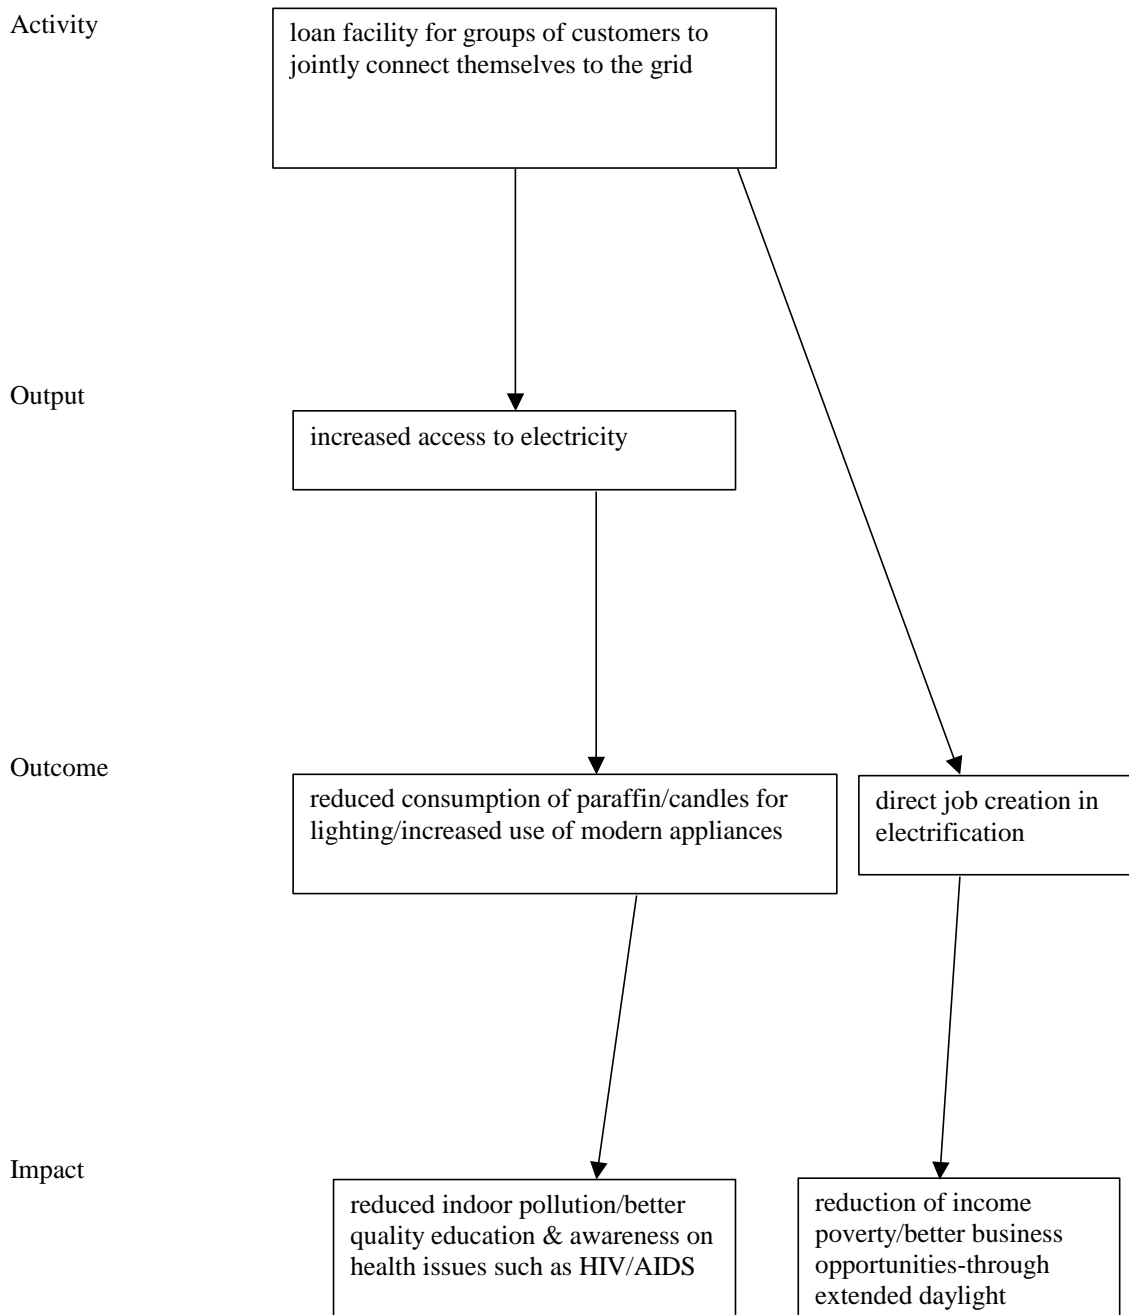 Activity
loan facility for groups of customers to
jointly connect themselves to the grid
Output
increased access to electricity
Outcome
reduced consumption of paraffin/candles for
lighting/increased use of modern appliances
direct job creation in
electrification
Impact
reduced indoor pollution/better
quality education & awareness on
health issues such as HIV/AIDS
reduction of income
poverty/better business
opportunities-through
extended daylight